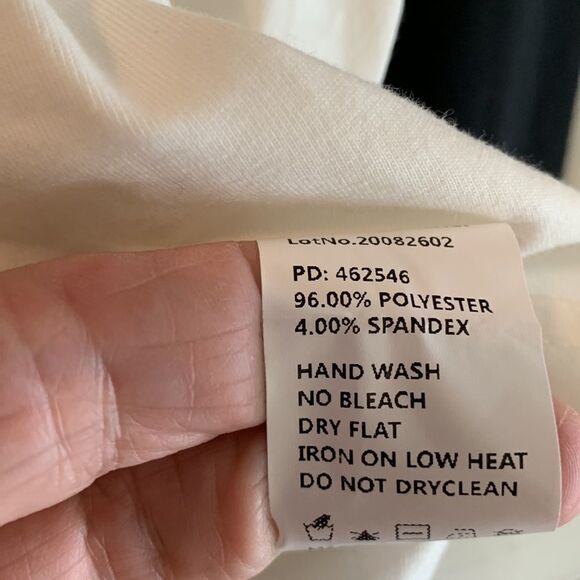 LotNo.20082602
PD: 462546
96.00% POLYESTER
4.00% SPANDEX
HAND WASH
NO BLEACH
DRY FLAT
IRON ON LOW HEAT
DO NOT DRYCLEAN